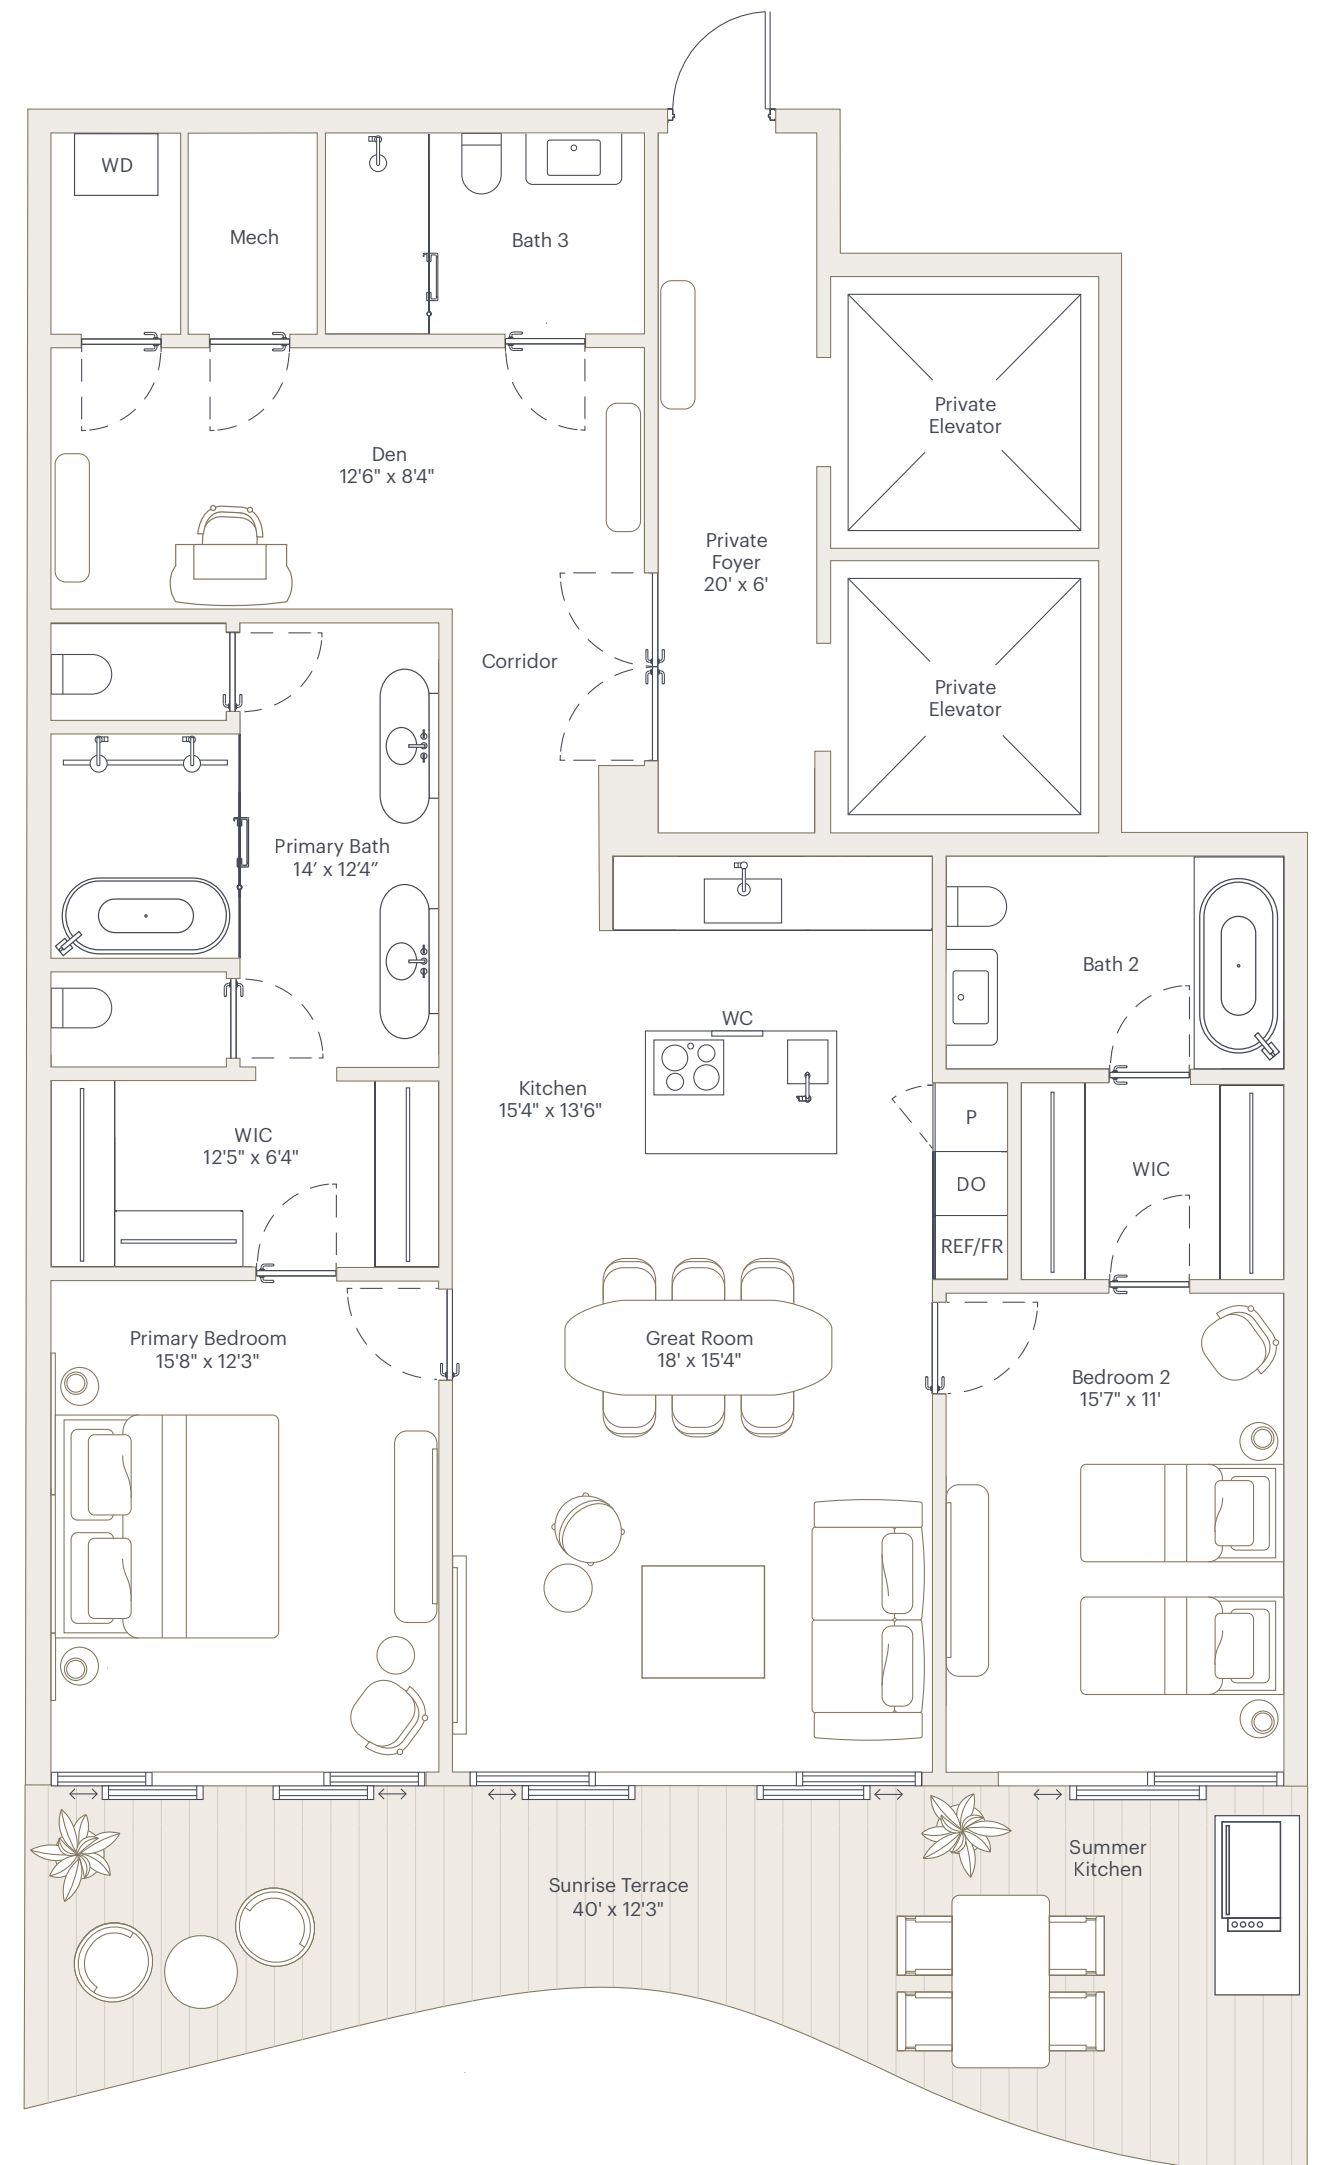 WD
Mech
Bath 3
Private
Elevator
Den
12'6" x 8'4"
Private
Foyer
20' x 6'
Corridor
Private
Elevator
Primary Bath
14’ x 12’4”
Bath 2
WC
Kitchen
15'4" x 13'6"
P
WIC
12'5" x 6'4"
WIC
DO
REF/FR
Primary Bedroom
15'8" x 12'3"
Great Room
18' x 15'4"
Bedroom 2
15'7" x 11'
Summer
Kitchen
Sunrise Terrace
40' x 12'3"